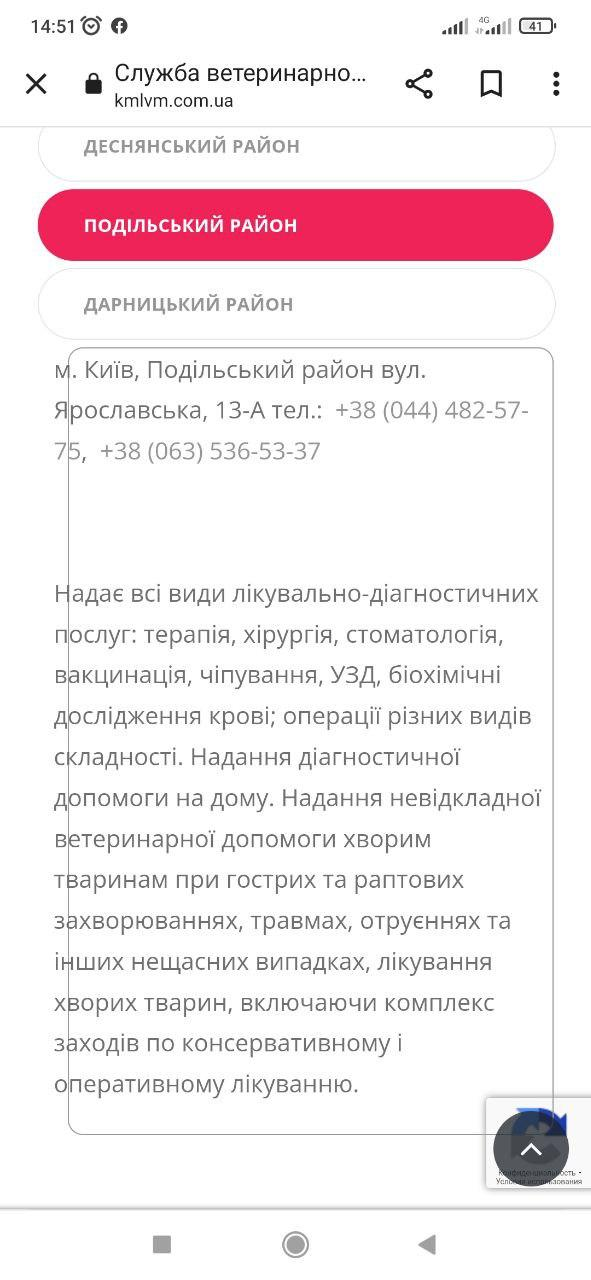 14:51
4G
41
Служба ветеринарно...
kmlvm.com.ua
ДЕСНЯНСЬКИЙ РАЙОН
ПОДІЛЬСЬКИЙ РАЙОН
ДАРНИЦЬКИЙ РАЙОН
м. Київ, Подільський район вул.
Ярославська, 13-А тел.: +38 (044) 482-57-
75, +38 (063) 536-53-37
Надає всі види лікувально-діагностичних
послуг: терапія, хірургія, стоматологія,
вакцинація, чіпування, УЗД, біохімічні
дослідження крові; операції різних видів
складності. Надання діагностичної
допомоги на дому. Надання невідкладної
ветеринарної допомоги хворим
тваринам при гострих та раптових
захворюваннях, травмах, отруєннях та
інших нещасних випадках, лікування
хворих тварин, включаючи комплекс
заходів по консервативному і
оперативному лікуванню.
Конфиденциальность -
Условия использования